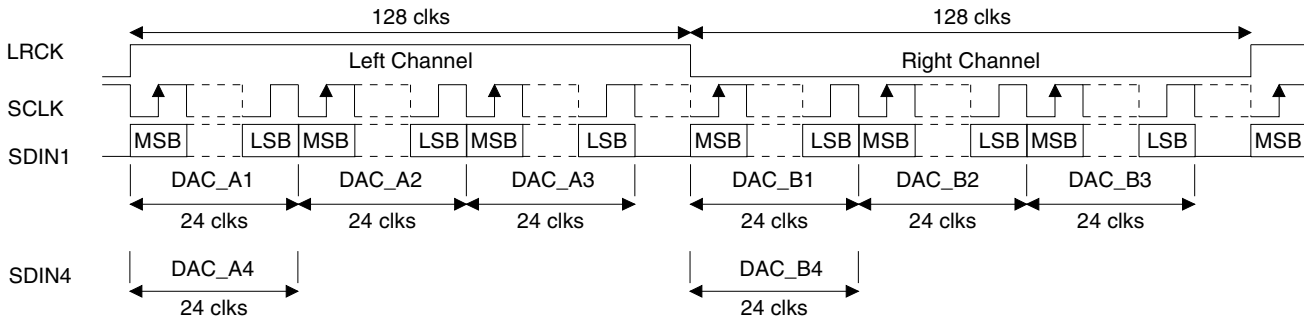 128 clks 128 clks
LRCK Left Channel Right Channel
SCLK
SDIN1 MSB LSB MSB LSB MSB LSB MSB LSB MSB LSB MSB LSB MSB
DAC_A1 DAC_A2 DAC_A3 DAC_B1 DAC_B2 DAC_B3
24 clks 24 clks 24 clks 24 clks 24 clks 24 clks
SDIN4 DAC_A4 DAC_B4
24 clks 24 clks